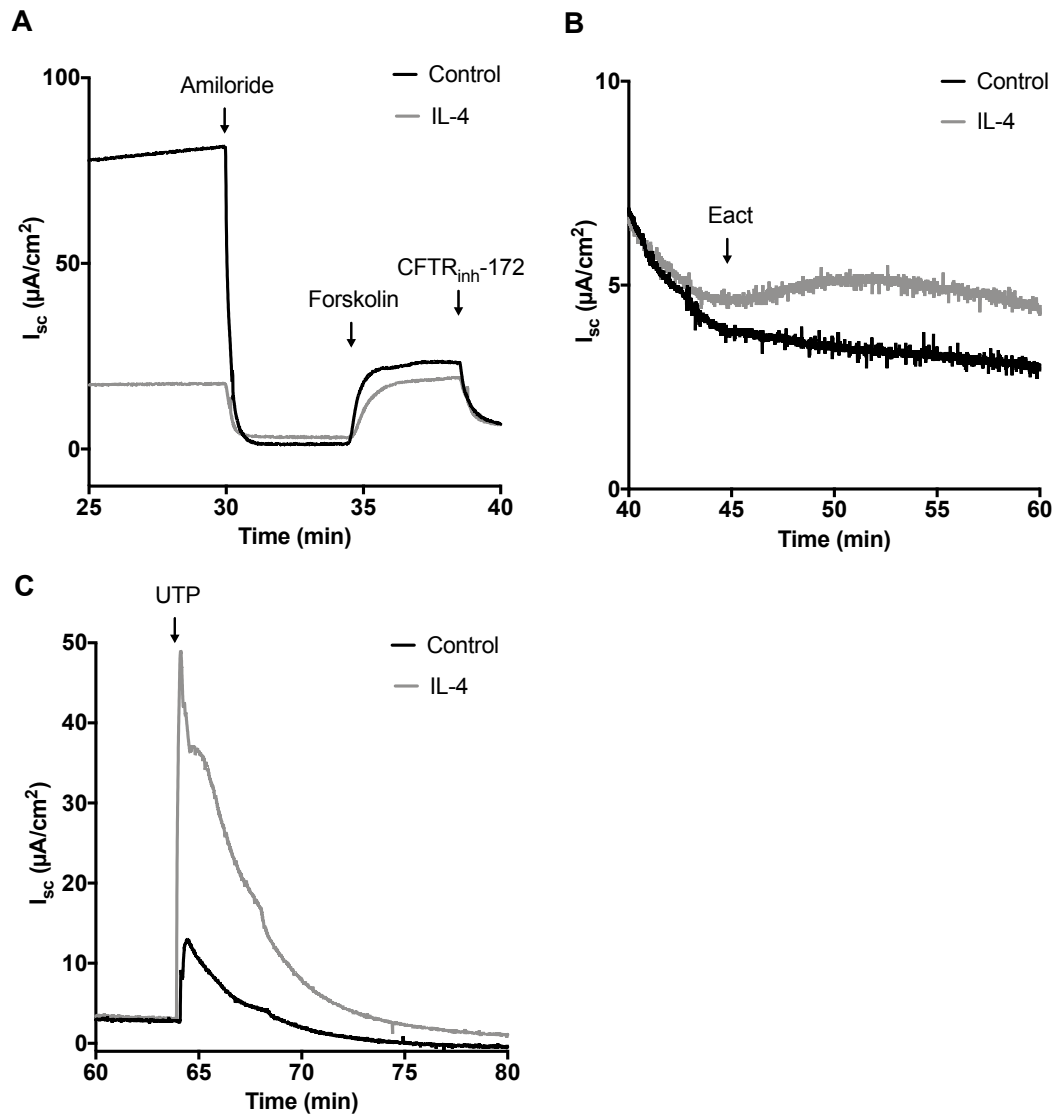 A
Control
IL-4
Amiloride
Forskolin
CFTRinh-172
100
50
0
Isc (µA/cm2)
25 30 35 40
Time (min)
B
Control
IL-4
Eact
10
5
0
Isc (µA/cm2)
40 45 50 55 60
Time (min)
C
UTP
Control
IL-4
50
40
30
20
10
0
Isc (µA/cm2)
60 65 70 75 80
Time (min)